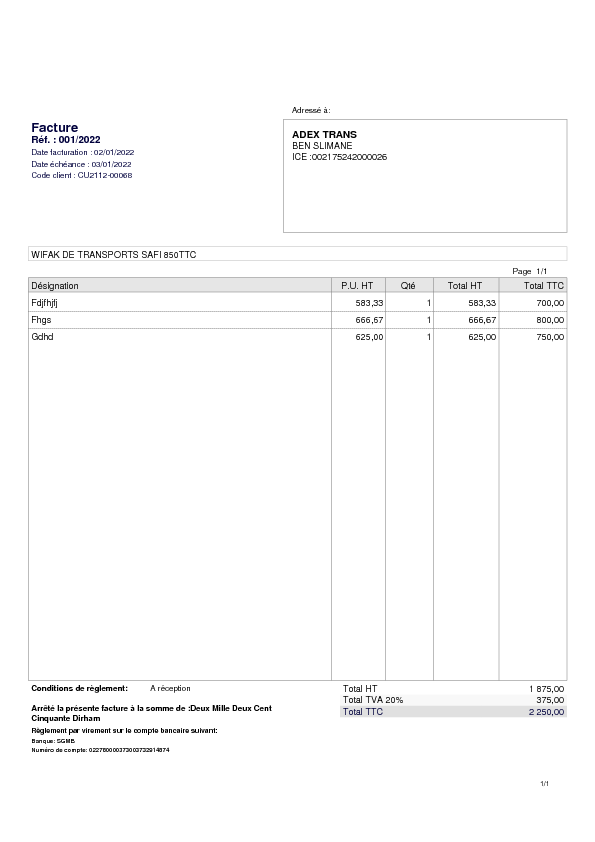 Adressé à:
Facture
Réf. : 001/2022
Date facturation : 02/01/2022
Date échéance : 03/01/2022
Code client : CU2112-00068
ADEX TRANS
BEN SLIMANE
ICE :002175242000026
WIFAK DE TRANSPORTS SAFI 850TTC
Page 1/1
Désignation P.U. HT Qté Total HT Total TTC
Fdjfhjfj 583,33 1 583,33 700,00
Fhgs 666,67 1 666,67 800,00
Gdhd 625,00 1 625,00 750,00
Conditions de règlement: A réception
Total HT 1 875,00
Total TVA 20% 375,00
Total TTC 2 250,00
Arrêté la présente facture à la somme de :Deux Mille Deux Cent
Cinquante Dirham
Règlement par virement sur le compte bancaire suivant:
Banque: SGMB
Numéro de compte:
1/1